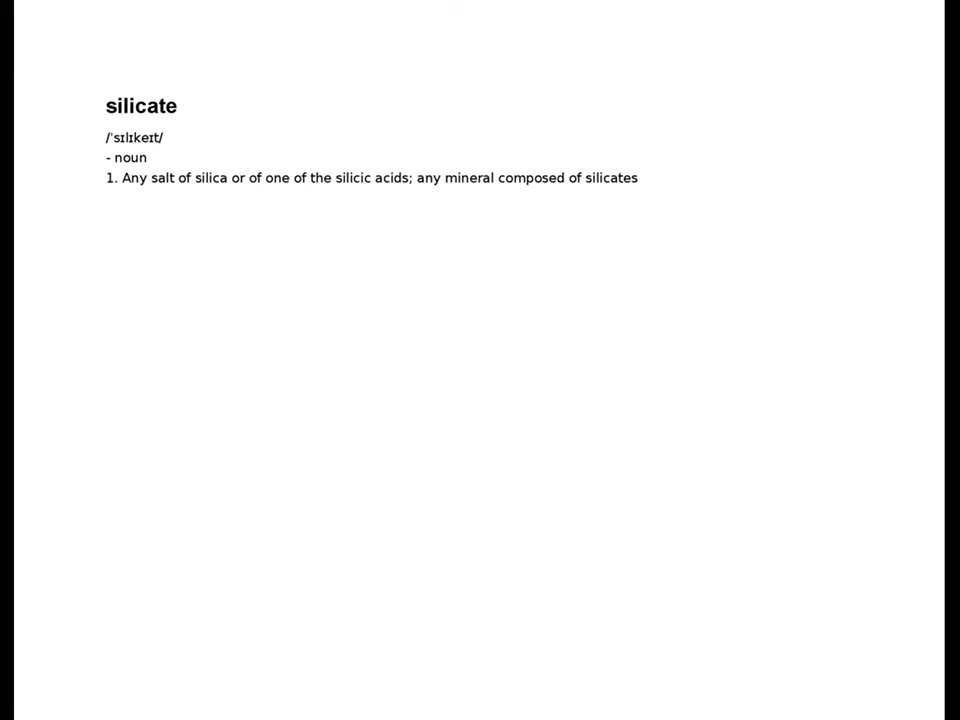 silicate
/ˈsɪlɪkeɪt/
- noun
1. Any salt of silica or of one of the silicic acids; any mineral composed of silicates